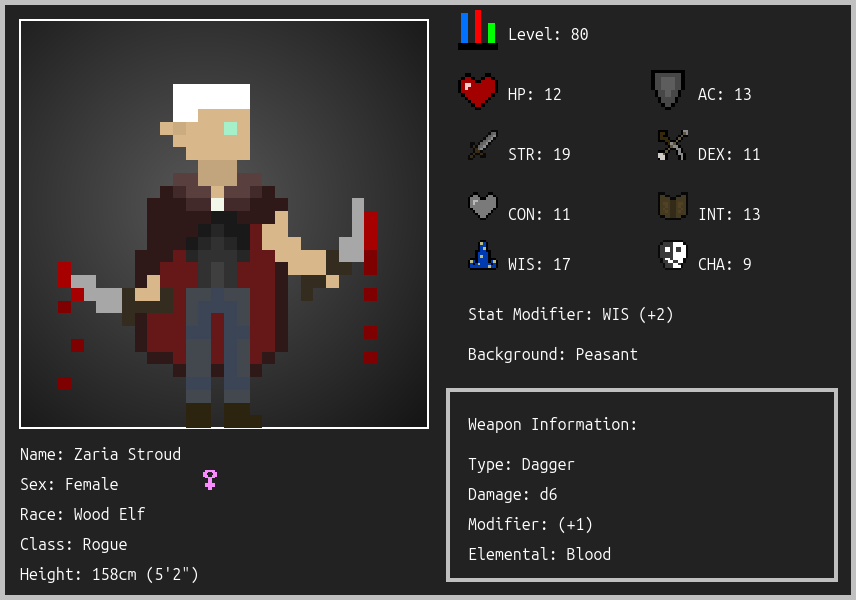 Level: 80
HP: 12
AC: 13
STR: 19
DEX: 11
CON: 11
INT: 13
WIS: 17
CHA: 9
Stat Modifier: WIS (+2)
Background: Peasant
Weapon Information:
Type: Dagger
Damage: d6
Modifier: (+1)
Elemental: Blood
Name: Zaria Stroud
Sex: Female
Race: Wood Elf
Class: Rogue
Height: 158cm (5'2")